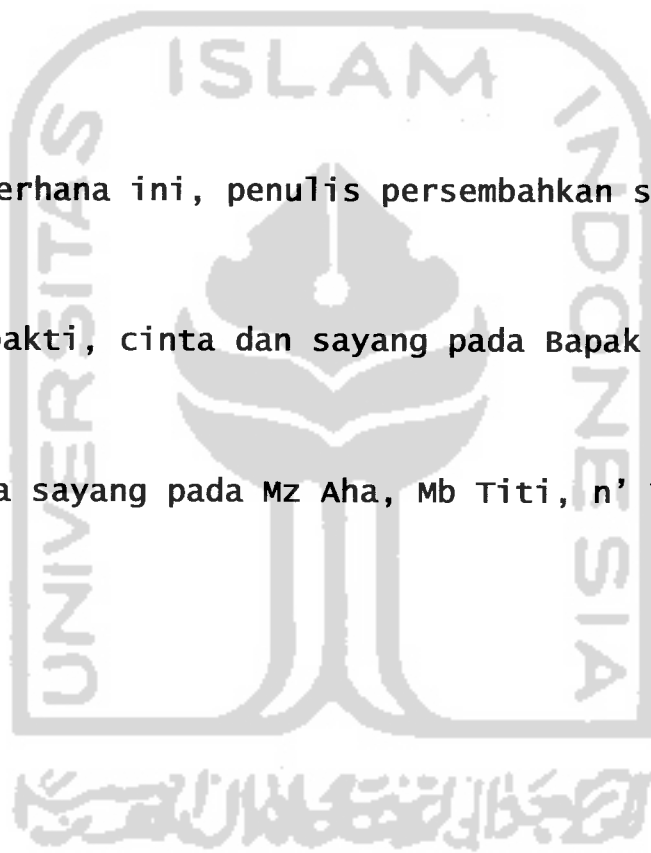 ISLAM
UNIVERSITAS
INDONESIA
erhana ini, penulis persembahkan s
akti, cinta dan sayang pada Bapak
a sayang pada Mz Aha, Mb Titi, n'